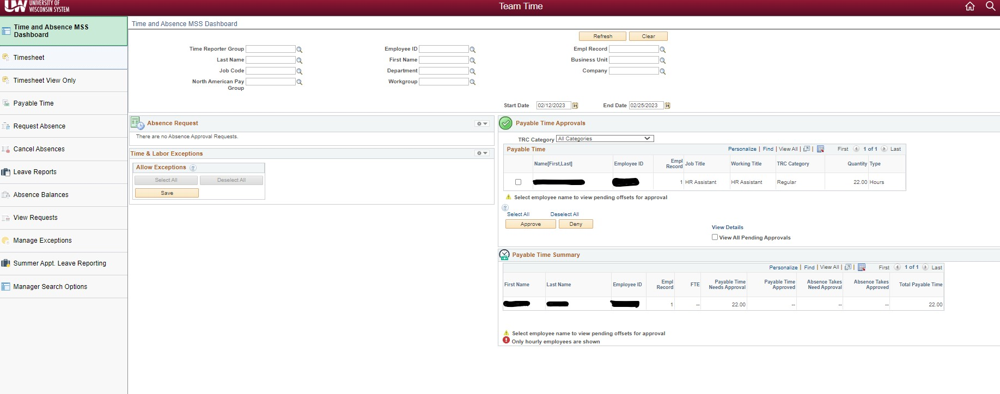 UW UNIVERSITY OF
WISCONSIN SYSTEM
Team Time
Time and Absence MSS
Dashboard
Timesheet
Timesheet View Only
Payable Time
Request Absence
Cancel Absences
Leave Reports
Absence Balances
View Requests
Manage Exceptions
Summer Appt. Leave Reporting
Manager Search Options
Time and Absence MSS Dashboard
Refresh Clear
Time Reporter Group Employee ID Empl Record
Last Name First Name Business Unit
Job Code Department Company
North American Pay Workgroup
Group
Start Date 02/12/2023 31 End Date 02/25/2023 31
Absence Request
There are no Absence Approval Requests.
Time & Labor Exceptions
Allow Exceptions ?
Select All Deselect All
Save
Payable Time Approvals
TRC Category All Categories
Payable Time Personalize | Find | View All | | First 1 of 1 Last
Name[First,Last] Employee ID Empl Record Job Title Working Title TRC Category Quantity Type
1 HR Assistant HR Assistant Regular 22.00 Hours
Select employee name to view pending offsets for approval
?
Select All Deselect All
Approve Deny
View Details
View All Pending Approvals
Payable Time Summary
Personalize | Find | View All | | First 1 of 1 Last
First Name Last Name Employee ID Empl Record FTE Payable Time Needs Approval Payable Time Approved Absence Takes Need Approval Absence Takes Approved Total Payable Time
1 -- 22.00 -- -- -- 22.00
Select employee name to view pending offsets for approval
Only hourly employees are shown